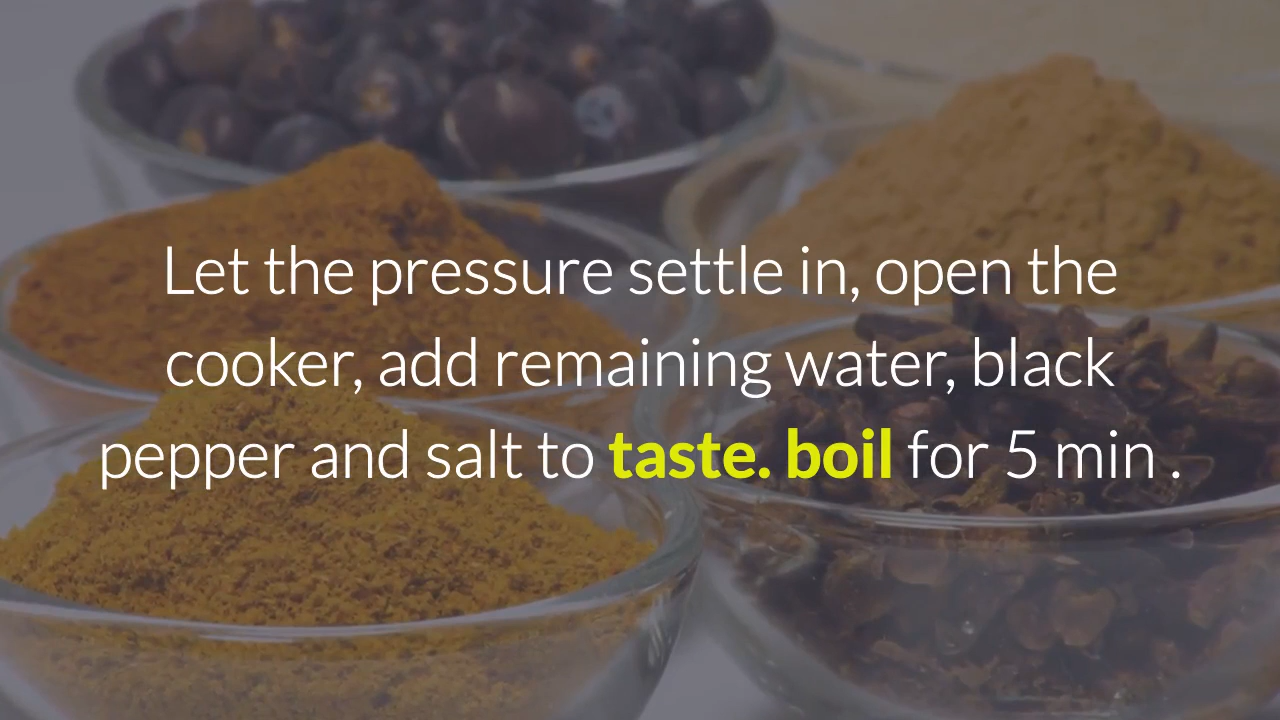 Let the pressure settle in, open the
cooker, add remaining water, black
pepper and salt to taste. boil for 5 min .